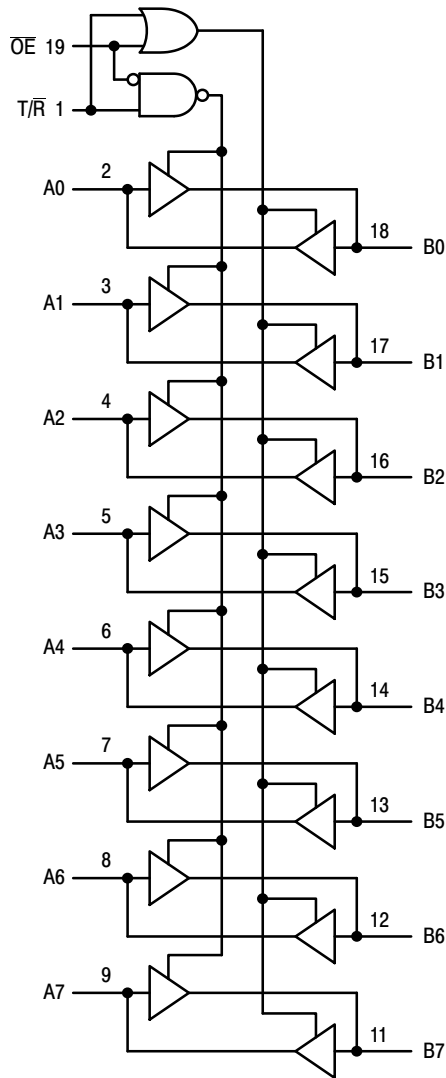 O̅E̅ 19
T/R̅ 1
A0 2
18 B0
A1 3
17 B1
A2 4
16 B2
A3 5
15 B3
A4 6
14 B4
A5 7
13 B5
A6 8
12 B6
A7 9
11 B7